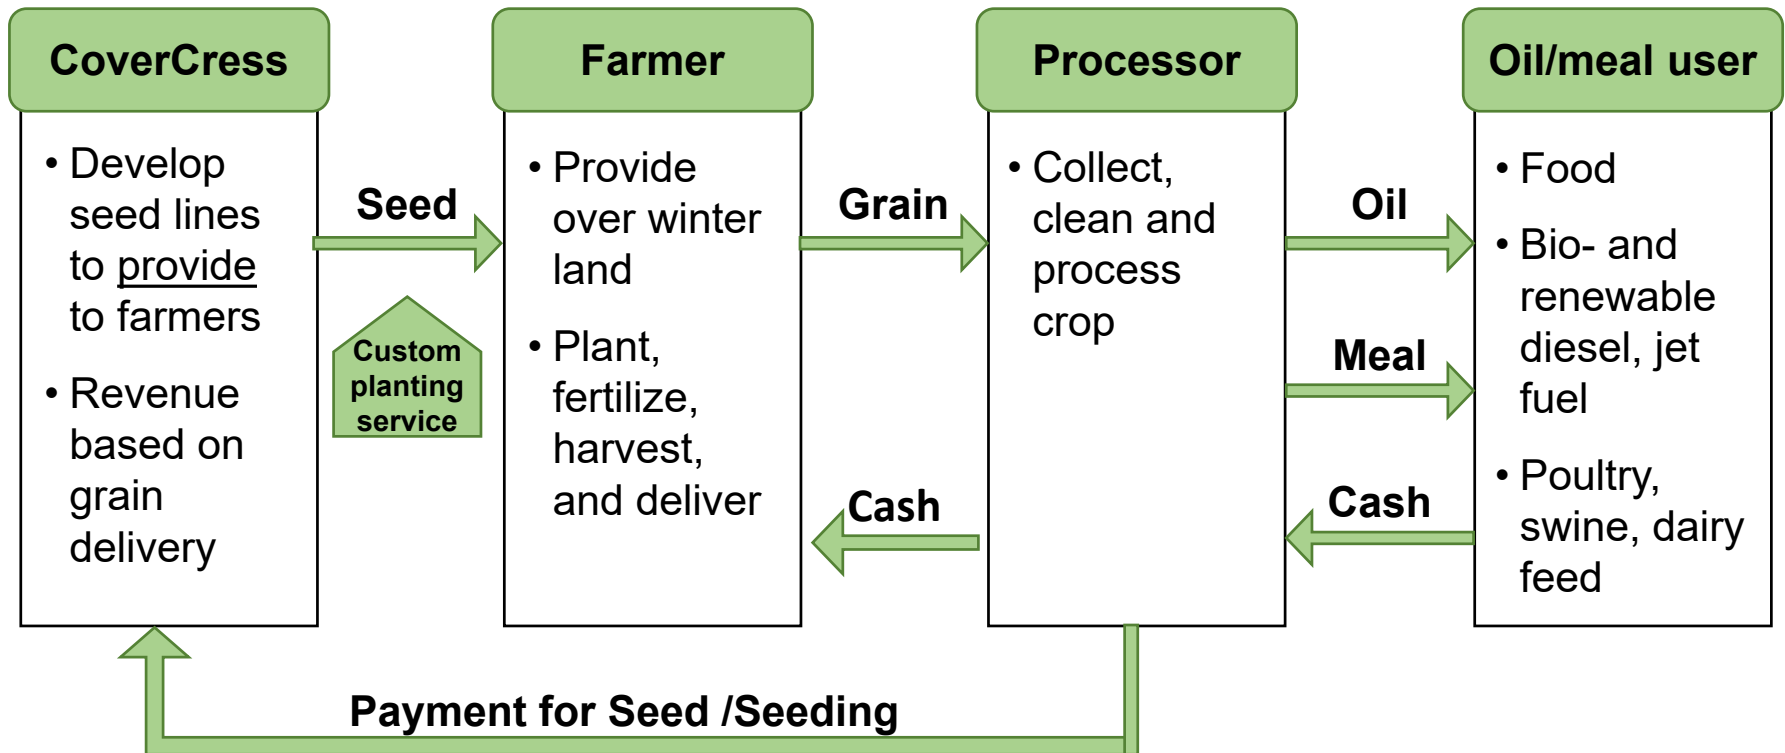 CoverCress
• Develop
seed lines
to provide
to farmers
• Revenue
based on
grain
delivery
Seed
Custom
planting
service
Farmer
• Provide
over winter
land
• Plant,
fertilize,
harvest,
and deliver
Grain
Cash
Processor
• Collect,
clean and
process
crop
Oil
Meal
Cash
Oil/meal user
• Food
• Bio- and
renewable
diesel, jet
fuel
• Poultry,
swine, dairy
feed
Payment for Seed /Seeding